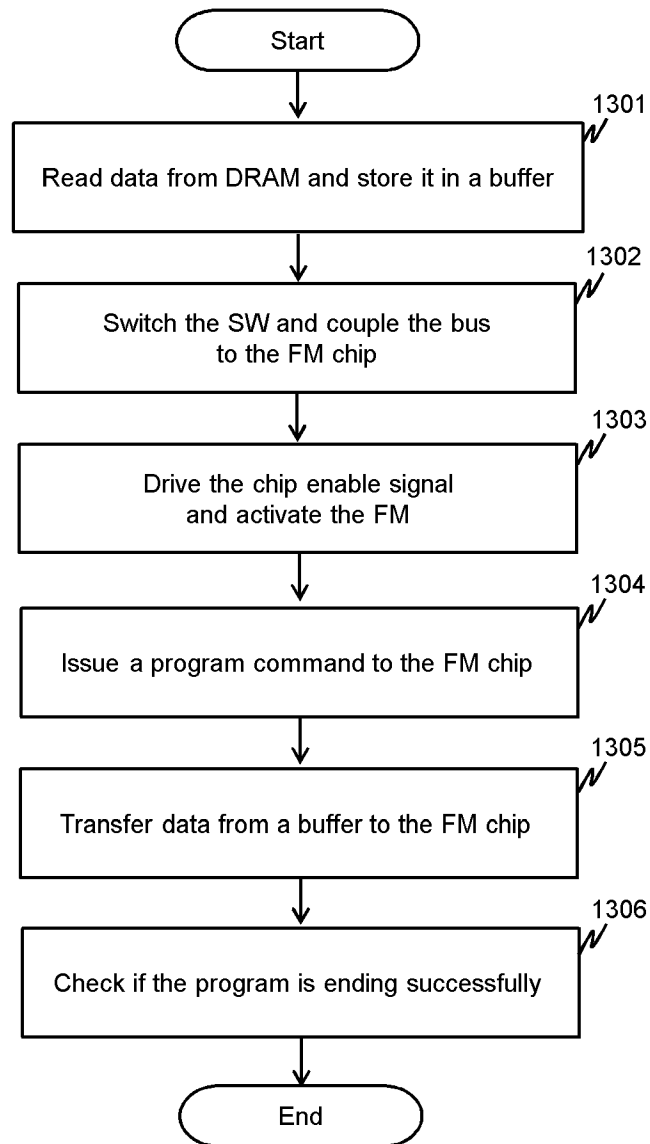 Start
1301
Read data from DRAM and store it in a buffer
1302
Switch the SW and couple the bus
to the FM chip
1303
Drive the chip enable signal
and activate the FM
1304
Issue a program command to the FM chip
1305
Transfer data from a buffer to the FM chip
1306
Check if the program is ending successfully
End